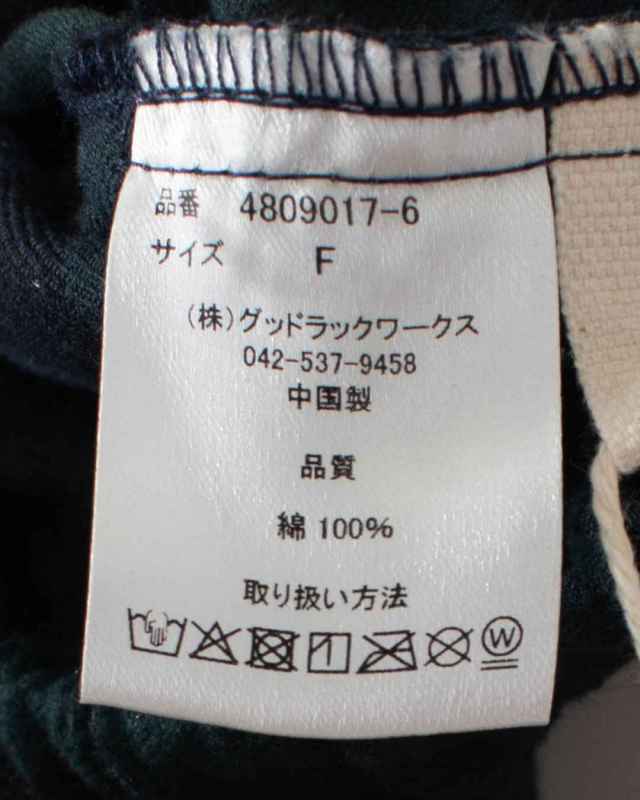 品番 4809017-6
サイズ F
(株)グッドラックワークス
042-537-9458
中国製
品質
綿 100%
取り扱い方法
W